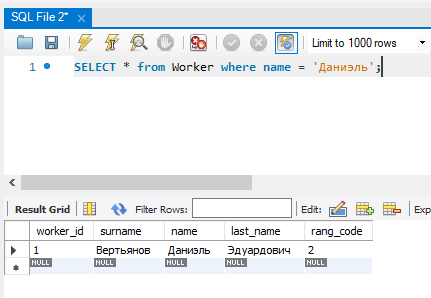 SQL File 2*
Limit to 1000 rows
1 SELECT * from Worker where name = 'Даниэль';
Result Grid Filter Rows: Edit:
worker_id surname name last_name rang_code
1 Вертьянов Даниэль Эдуардович 2
NULL NULL NULL NULL NULL